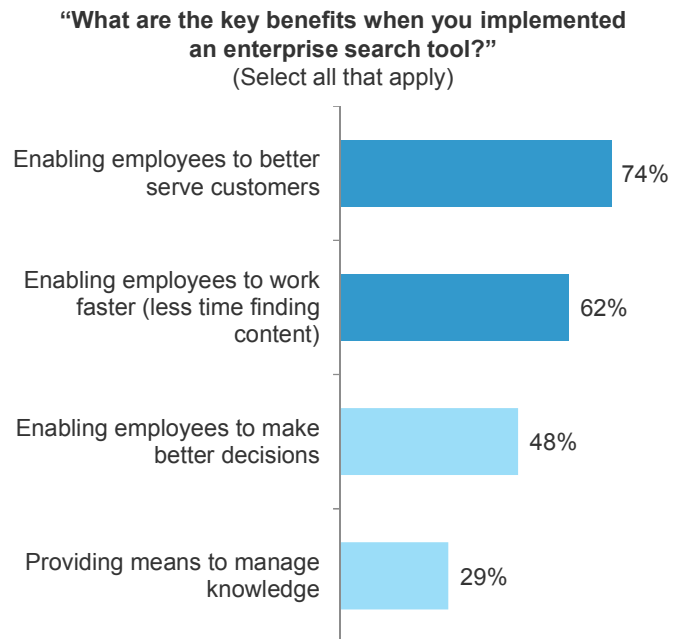 “What are the key benefits when you implemented
an enterprise search tool?”
(Select all that apply)
Enabling employees to better
serve customers
74%
Enabling employees to work
faster (less time finding
content)
62%
Enabling employees to make
better decisions
48%
Providing means to manage
knowledge
29%